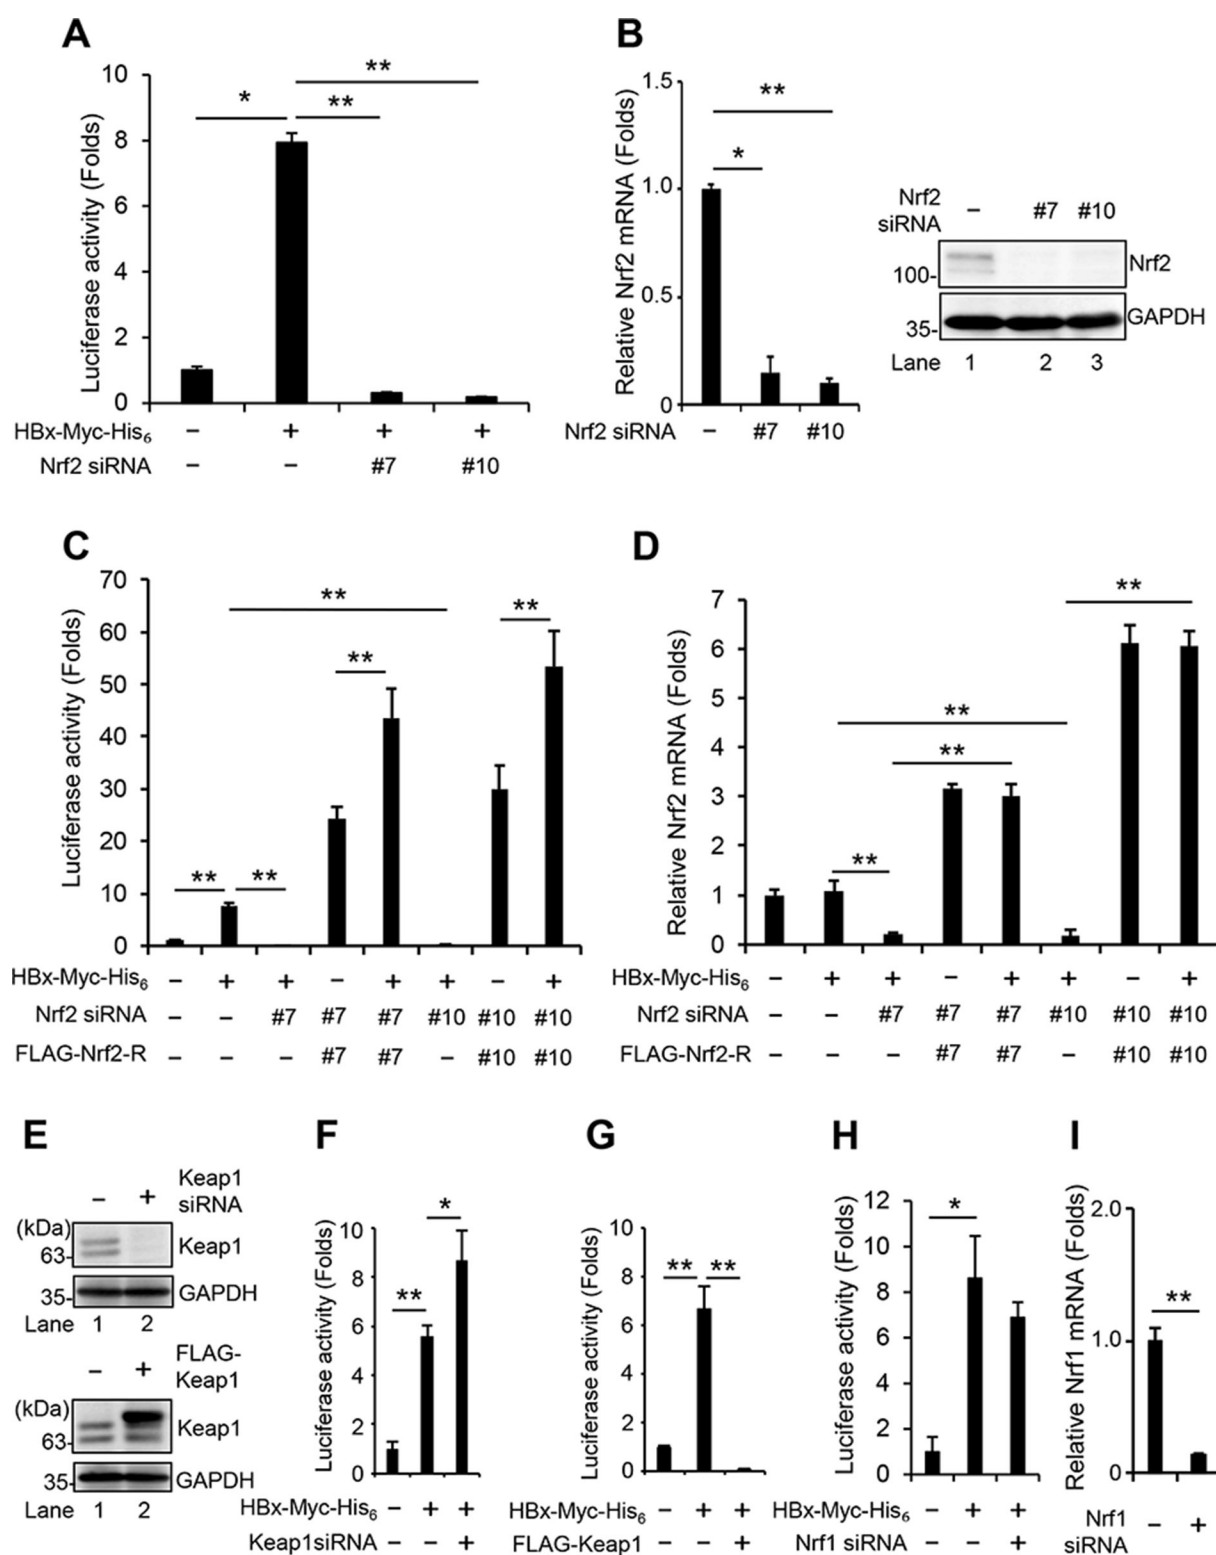 A
Luciferase activity (Folds)
10
8
6
4
2
0
*
**
**
HBx-Myc-His₆ – + + +
Nrf2 siRNA – – #7 #10
B
Relative Nrf2 mRNA (Folds)
1.5
1.0
0.5
0
**
*
Nrf2 siRNA – #7 #10
Nrf2
siRNA – #7 #10
100- Nrf2
35- GAPDH
Lane 1 2 3
C
Luciferase activity (Folds)
70
60
50
40
30
20
10
0
**
**
**
**
**
HBx-Myc-His₆ – + + – + + – +
Nrf2 siRNA – – #7 #7 #7 #10 #10 #10
FLAG-Nrf2-R – – – #7 #7 – #10 #10
D
Relative Nrf2 mRNA (Folds)
7
6
5
4
3
2
1
0
**
**
**
**
HBx-Myc-His₆ – + + – + + – +
Nrf2 siRNA – – #7 #7 #7 #10 #10 #10
FLAG-Nrf2-R – – – #7 #7 – #10 #10
E
– + Keap1
siRNA
(kDa)
63- Keap1
35- GAPDH
Lane 1 2
– + FLAG-
Keap1
(kDa)
63- Keap1
35- GAPDH
Lane 1 2
F
Luciferase activity (Folds)
10
8
6
4
2
0
*
**
HBx-Myc-His₆ – + +
Keap1siRNA – – +
G
Luciferase activity (Folds)
10
8
6
4
2
0
** **
HBx-Myc-His₆ – + +
FLAG-Keap1 – – +
H
Luciferase activity (Folds)
12
10
8
6
4
2
0
*
HBx-Myc-His₆ – + +
Nrf1 siRNA – – +
I
Relative Nrf1 mRNA (Folds)
2.0
1.0
0
**
Nrf1
siRNA – +